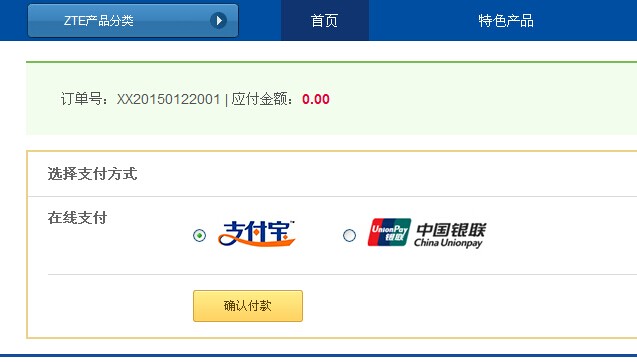 ZTE产品分类 首页 特色产品
订单号：XX20150122001 | 应付金额：0.00
选择支付方式
在线支付
支付宝™ UnionPay 银联 中国银联
China Unionpay
确认付款